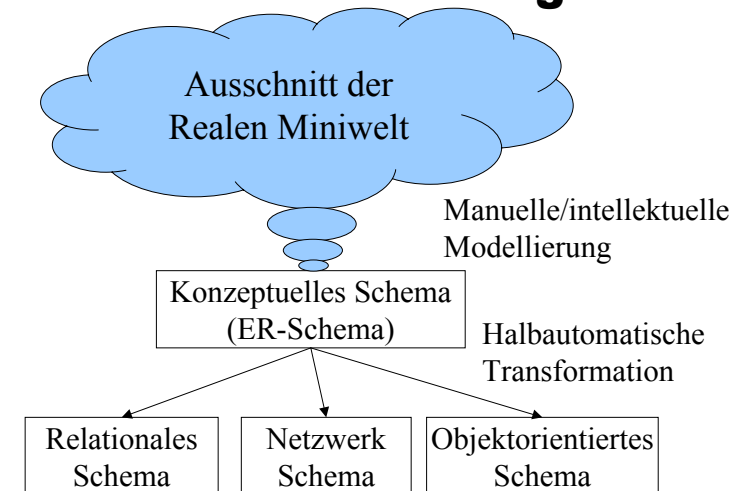 Ausschnitt der
Realen Miniwelt
Manuelle/intellektuelle
Modellierung
Konzeptuelles Schema
(ER-Schema)
Halbautomatische
Transformation
Relationales
Schema
Netzwerk
Schema
Objektorientiertes
Schema